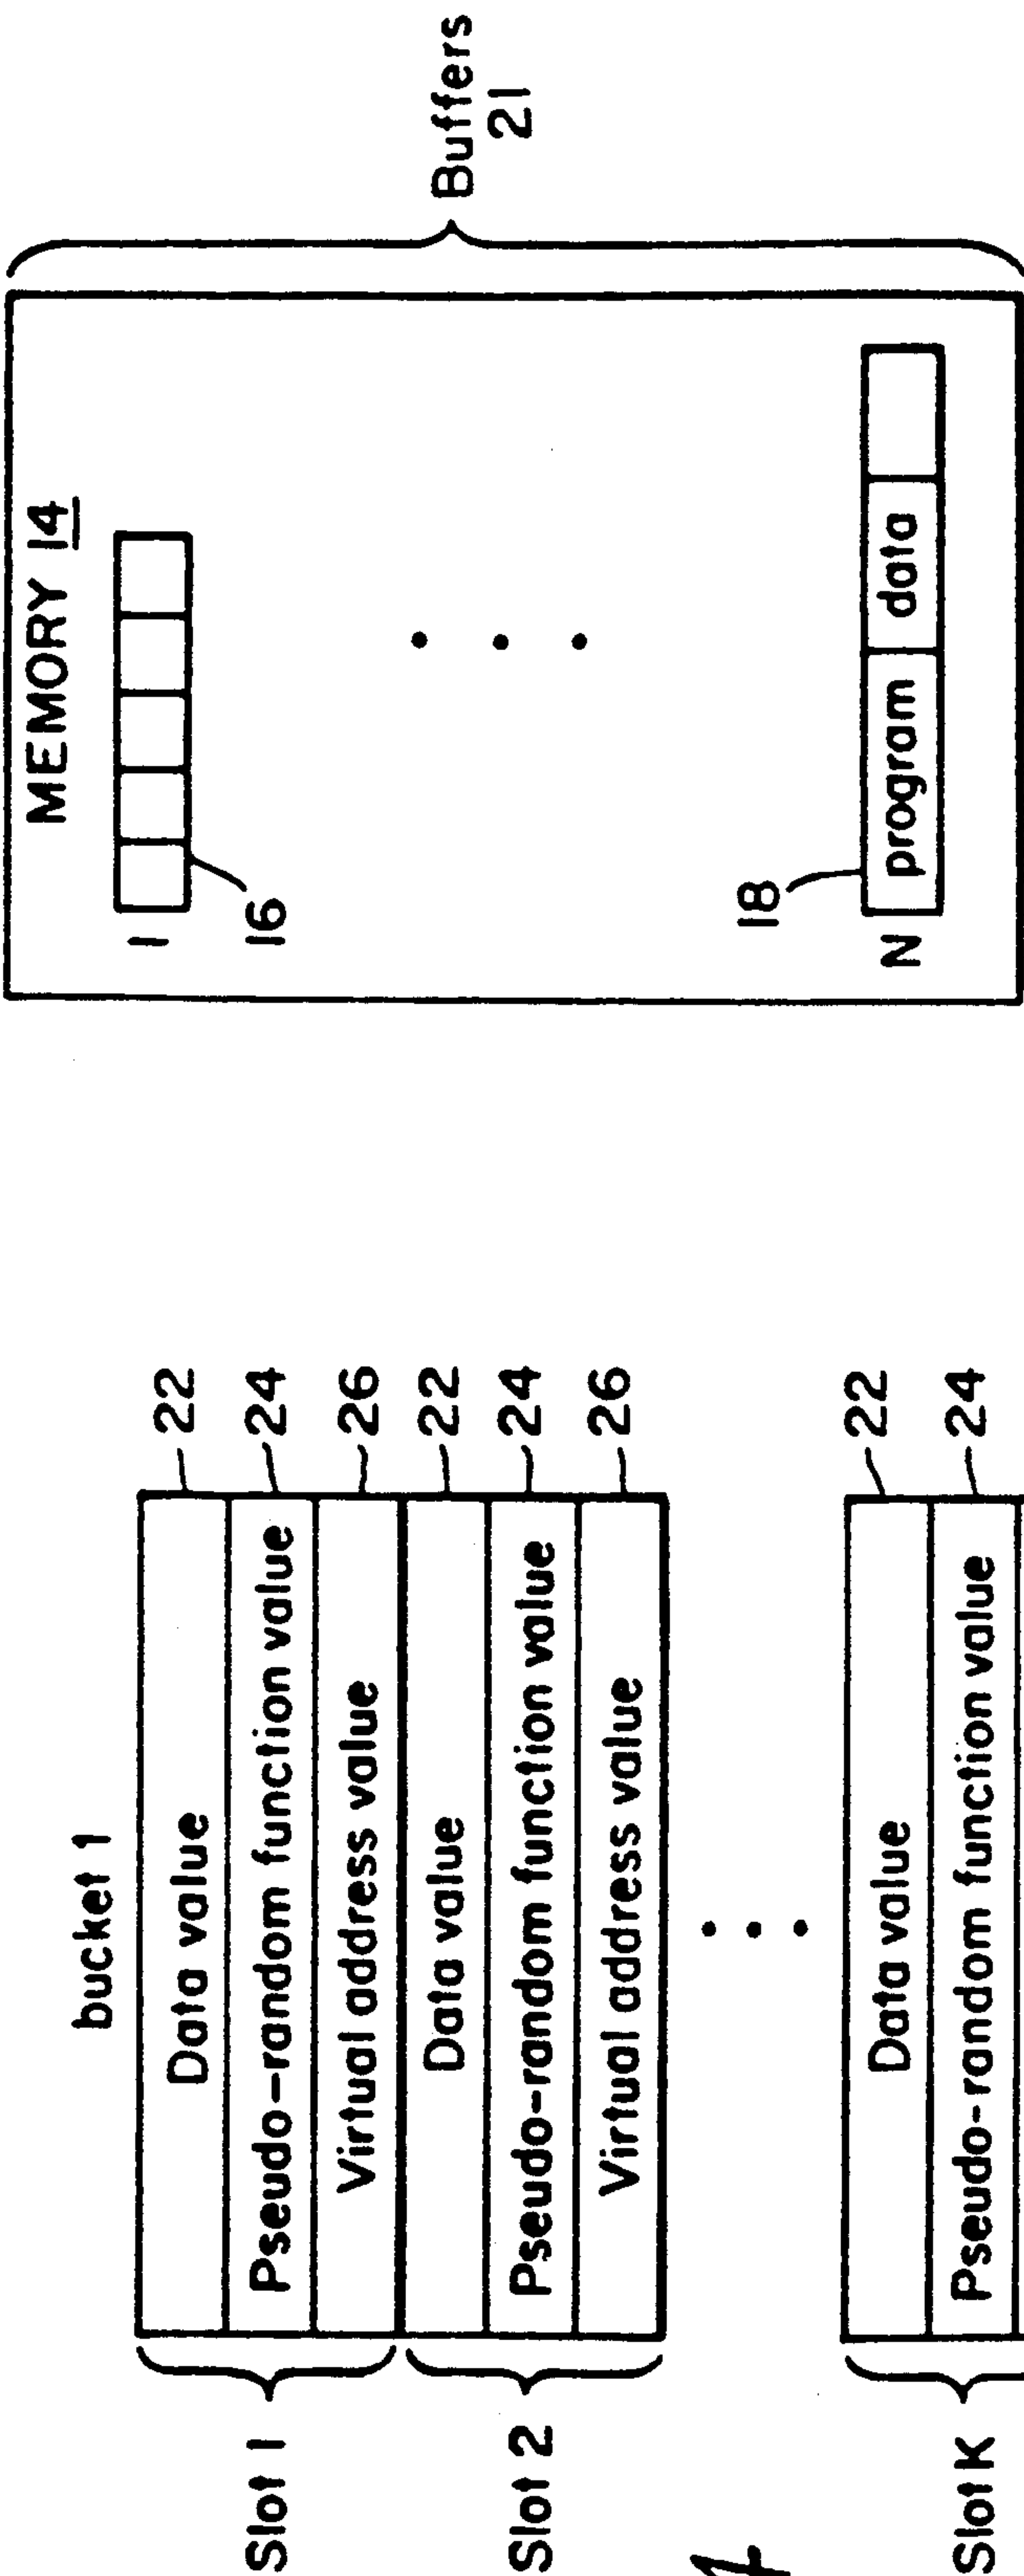 bucket 1
Slot 1
Data value 22
Pseudo-random function value 24
Virtual address value 26
Slot 2
Data value 22
Pseudo-random function value 24
Virtual address value 26
Slot K
Data value 22
Pseudo-random function value 24
4
MEMORY 14
1
16
18
N program data
Buffers
21